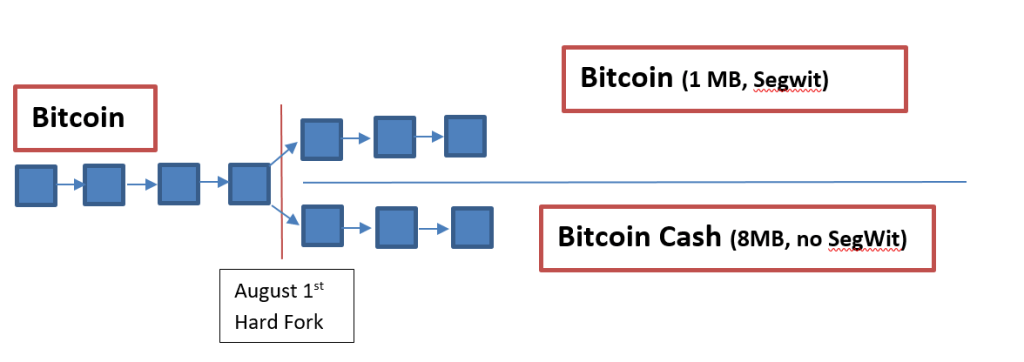 Bitcoin
Bitcoin (1 MB, Segwit)
Bitcoin Cash (8MB, no SegWit)
August 1st
Hard Fork